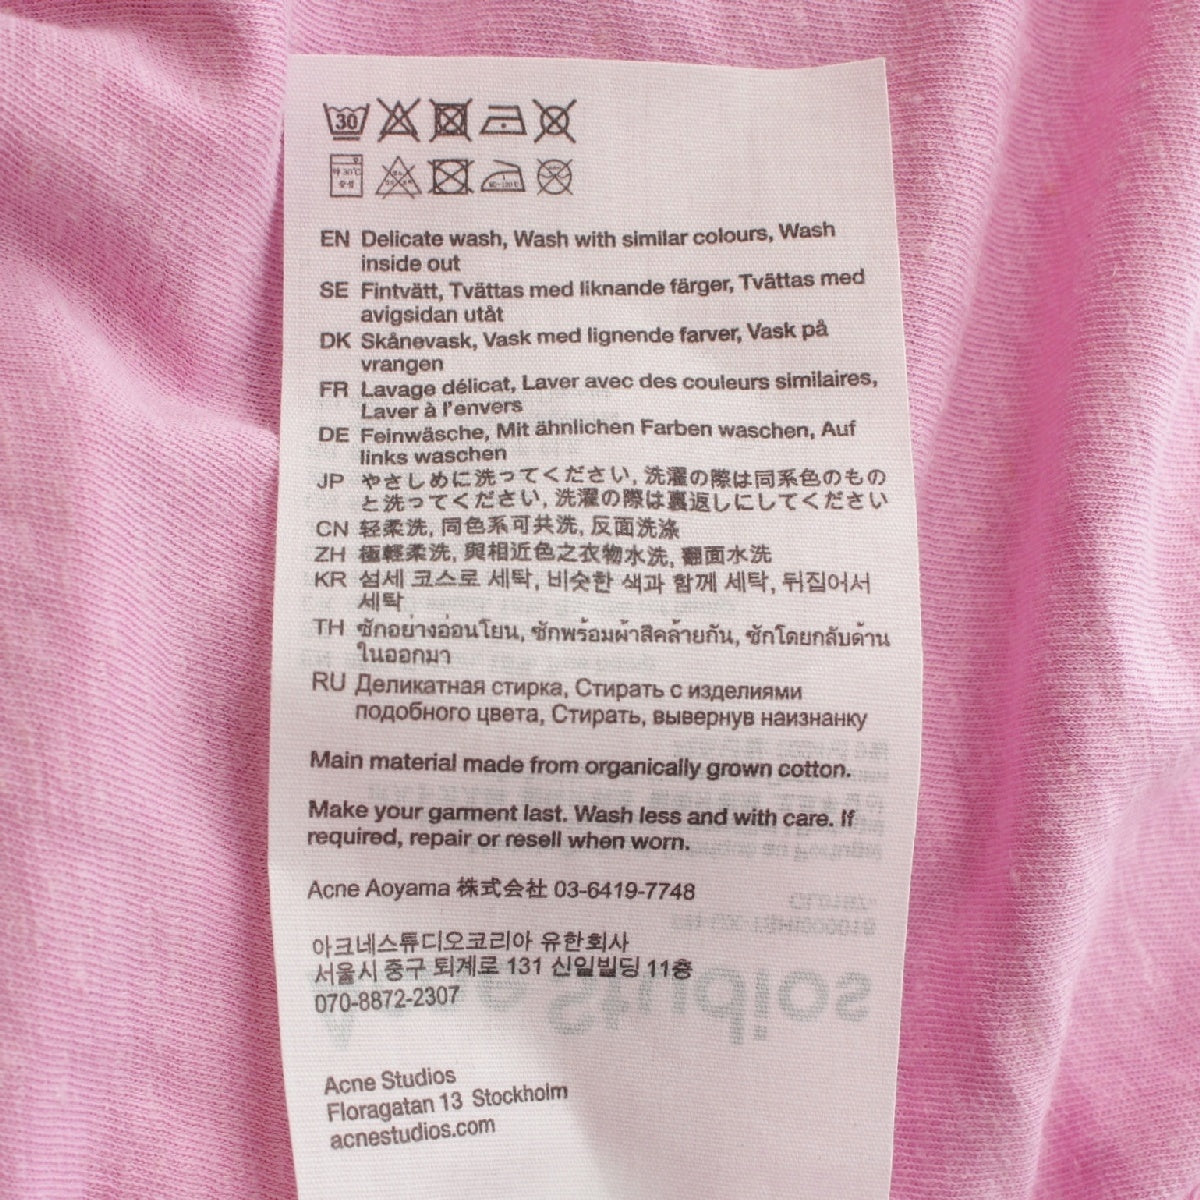 30
EN Delicate wash, Wash with similar colours, Wash
inside out
SE Fintvätt, Tvättas med liknande färger, Tvättas med
avigsidan utåt
DK Skånevask, Vask med lignende farver, Vask på
vrangen
FR Lavage délicat, Laver avec des couleurs similaires,
Laver à l'envers
DE Feinwäsche, Mit ähnlichen Farben waschen, Auf
links waschen
JP やさしめに洗ってください, 洗濯の際は同系色のもの
と洗ってください, 洗濯の際は裏返しにしてください
CN 轻柔洗, 同色系可共洗, 反面洗涤
ZH 極輕柔洗, 與相近色之衣物水洗, 翻面水洗
KR 섬세 코스로 세탁, 비슷한 색과 함께 세탁, 뒤집어서
세탁
TH ซักอย่างอ่อนโยน, ซักพร้อมผ้าสีคล้ายกัน, ซักโดยกลับด้าน
ในออกมา
RU Деликатная стирка, Стирать с изделиями
подобного цвета, Стирать, вывернув наизнанку
Main material made from organically grown cotton.
Make your garment last. Wash less and with care. If
required, repair or resell when worn.
Acne Aoyama 株式会社 03-6419-7748
아크네스튜디오코리아 유한회사
서울시 중구 퇴계로 131 신일빌딩 11층
070-8872-2307
Acne Studios
Floragatan 13 Stockholm
acnestudios.com